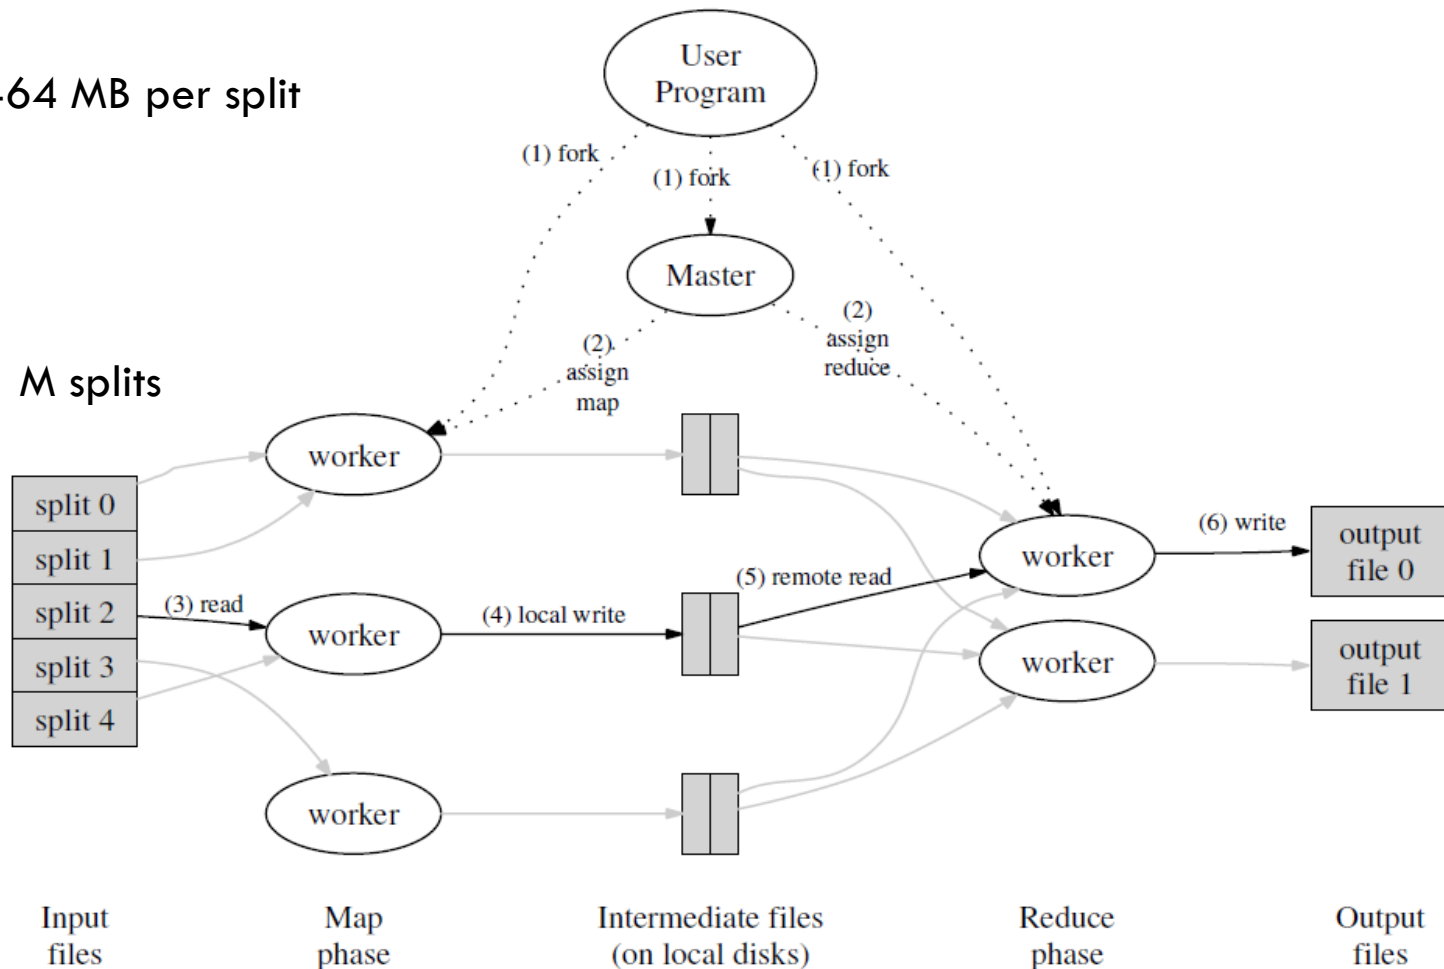 User
Program
-64 MB per split
(1) fork
(1) fork
(1) fork
Master
(2)
assign
map
(2)
assign
reduce
M splits
worker
split 0
split 1
split 2
split 3
split 4
(3) read
worker
(4) local write
(5) remote read
worker
worker
worker
(6) write
output
file 0
output
file 1
Input
files
Map
phase
Intermediate files
(on local disks)
Reduce
phase
Output
files